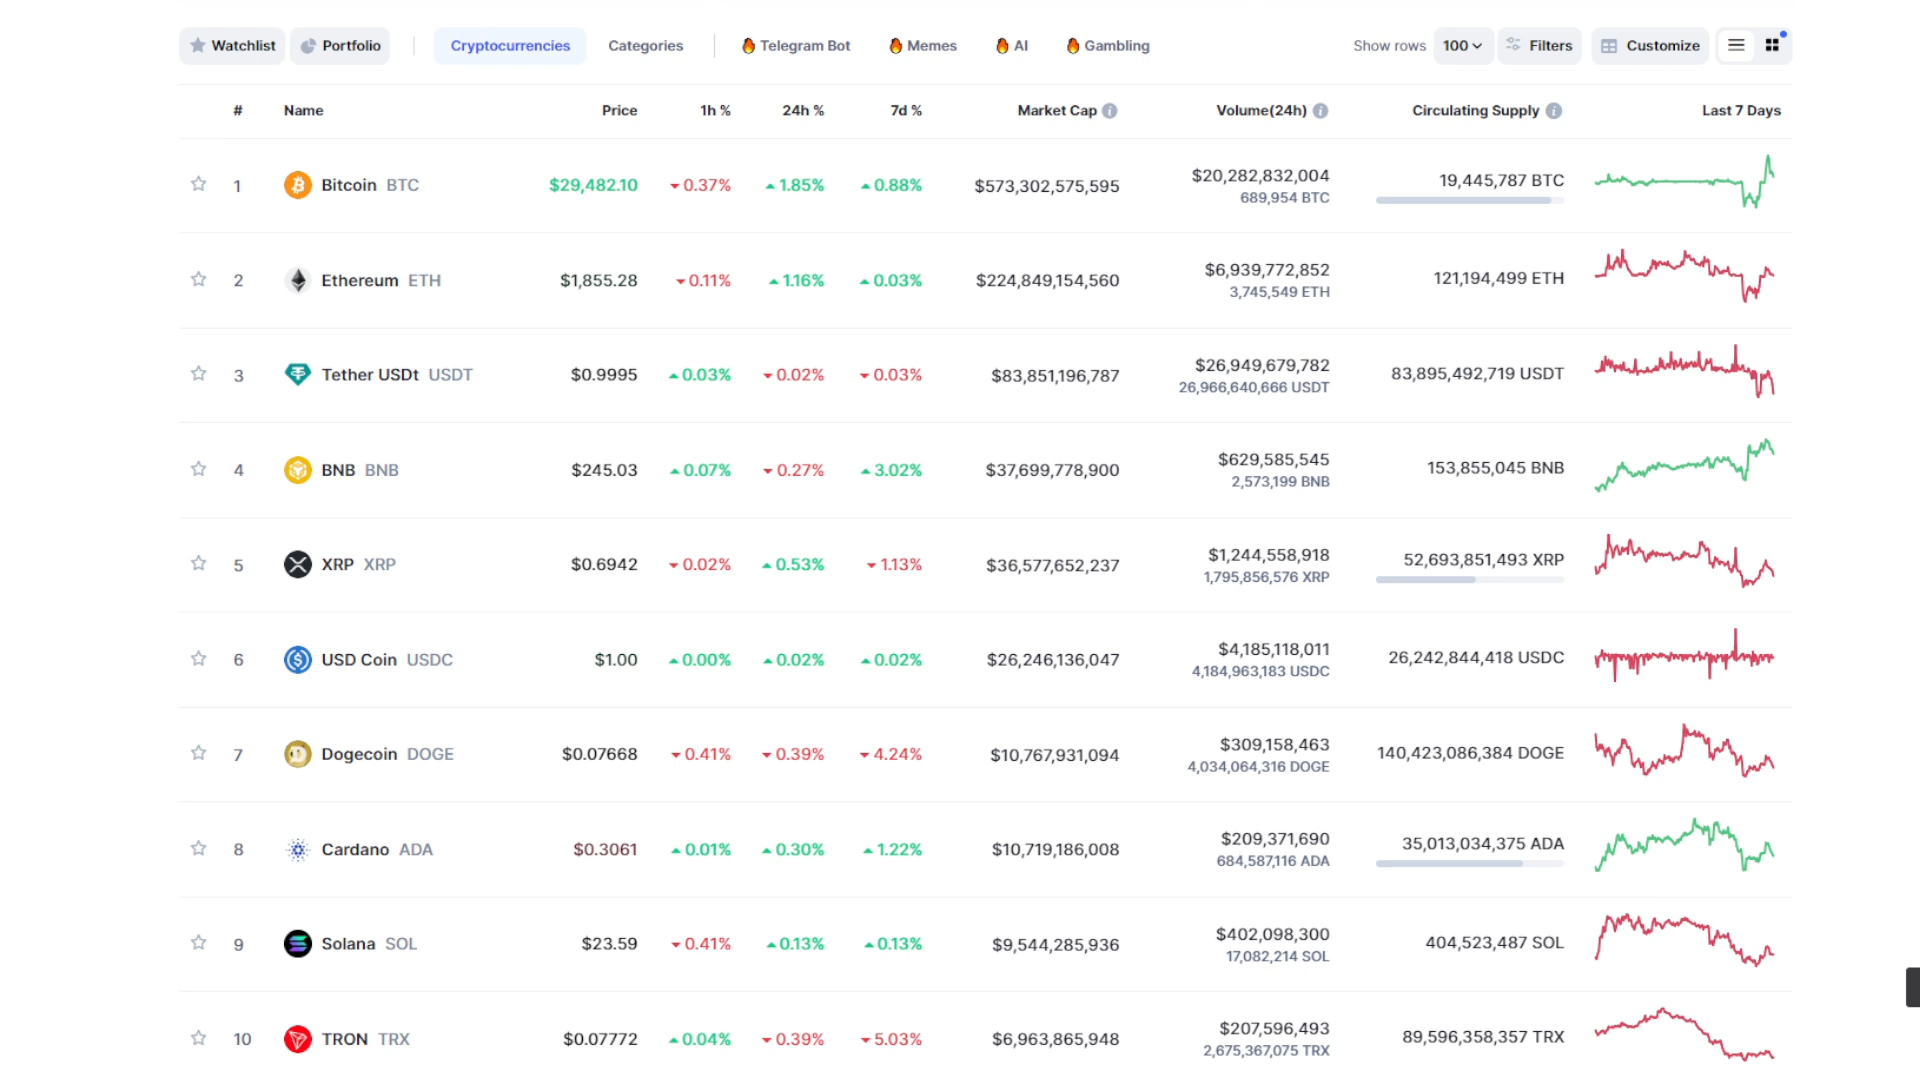 Watchlist Portfolio Cryptocurrencies Categories Telegram Bot Memes AI Gambling Show rows 100 Filters Customize
# Name Price 1h % 24h % 7d % Market Cap Volume(24h) Circulating Supply Last 7 Days
1 Bitcoin BTC $29,482.10 0.37% 1.85% 0.88% $573,302,575,595 $20,282,832,004 19,445,787 BTC
689,954 BTC
2 Ethereum ETH $1,855.28 0.11% 1.16% 0.03% $224,849,154,560 $6,939,772,852 121,194,499 ETH
3,745,549 ETH
3 Tether USDt USDT $0.9995 0.03% 0.02% 0.03% $83,851,196,787 $26,949,679,782 83,895,492,719 USDT
26,966,640,666 USDT
4 BNB BNB $245.03 0.07% 0.27% 3.02% $37,699,778,900 $629,585,545 153,855,045 BNB
2,573,199 BNB
5 XRP XRP $0.6942 0.02% 0.53% 1.13% $36,577,652,237 $1,244,558,918 52,693,851,493 XRP
1,795,856,576 XRP
6 USD Coin USDC $1.00 0.00% 0.02% 0.02% $26,246,136,047 $4,185,118,011 26,242,844,418 USDC
4,184,963,183 USDC
7 Dogecoin DOGE $0.07668 0.41% 0.39% 4.24% $10,767,931,094 $309,158,463 140,423,086,384 DOGE
4,034,064,316 DOGE
8 Cardano ADA $0.3061 0.01% 0.30% 1.22% $10,719,186,008 $209,371,690 35,013,034,375 ADA
684,587,116 ADA
9 Solana SOL $23.59 0.41% 0.13% 0.13% $9,544,285,936 $402,098,300 404,523,487 SOL
17,082,214 SOL
10 TRON TRX $0.07772 0.04% 0.39% 5.03% $6,963,865,948 $207,596,493 89,596,358,357 TRX
2,675,367,075 TRX